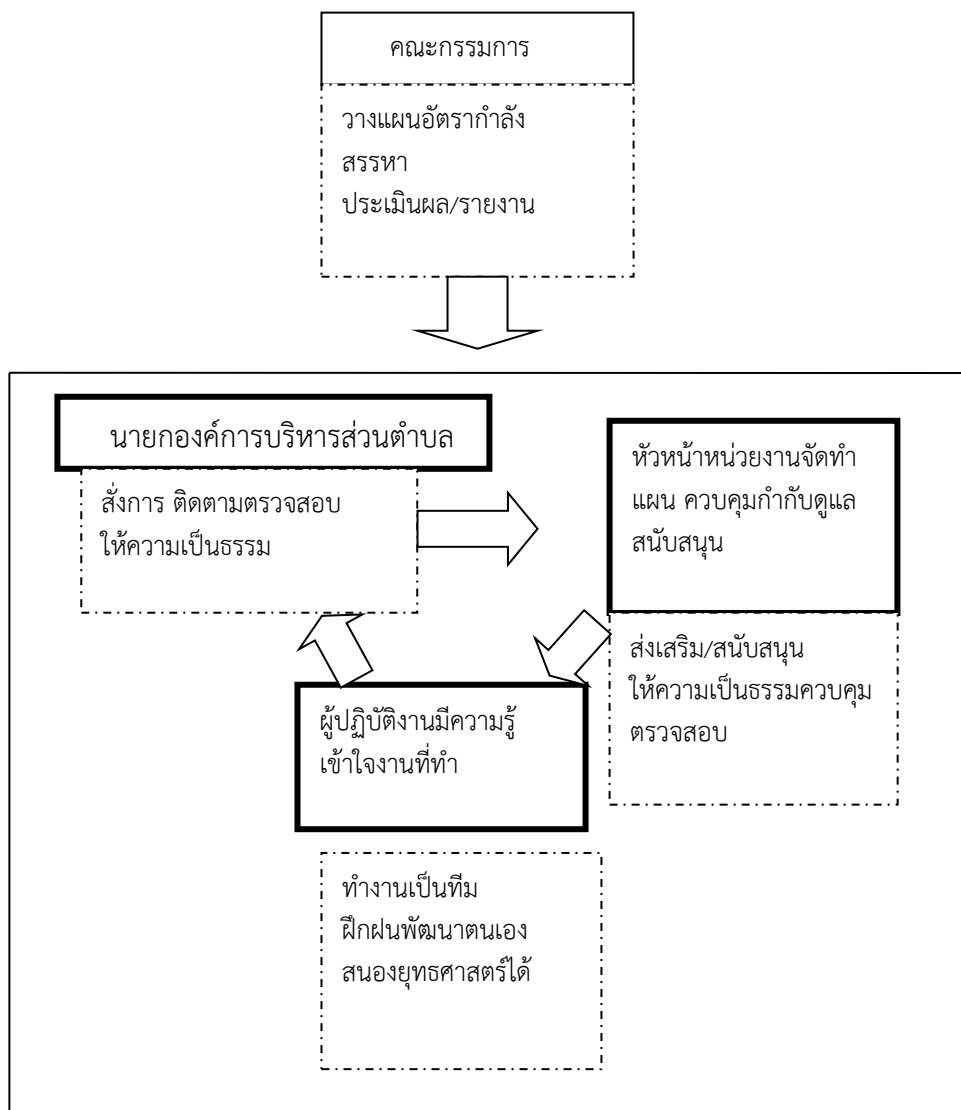 คณะกรรมการ
วางแผนอัตรากำลัง
สรรหา
ประเมินผล/รายงาน
นายกองค์การบริหารส่วนตำบล
สั่งการ ติดตามตรวจสอบ
ให้ความเป็นธรรม
หัวหน้าหน่วยงานจัดทำ
แผน ควบคุมกำกับดูแล
สนับสนุน
ส่งเสริม/สนับสนุน
ให้ความเป็นธรรมควบคุม
ตรวจสอบ
ผู้ปฏิบัติงานมีความรู้
เข้าใจงานที่ทำ
ทำงานเป็นทีม
ฝึกฝนพัฒนาตนเอง
สนองยุทธศาสตร์ได้